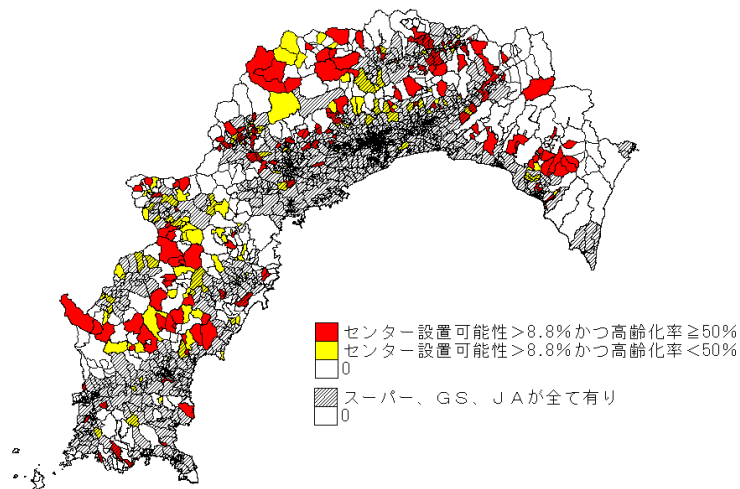 センター設置可能性＞8.8％かつ高齢化率≧50％
センター設置可能性＞8.8％かつ高齢化率＜50％
0
スーパー、ＧＳ、ＪＡが全て有り
0